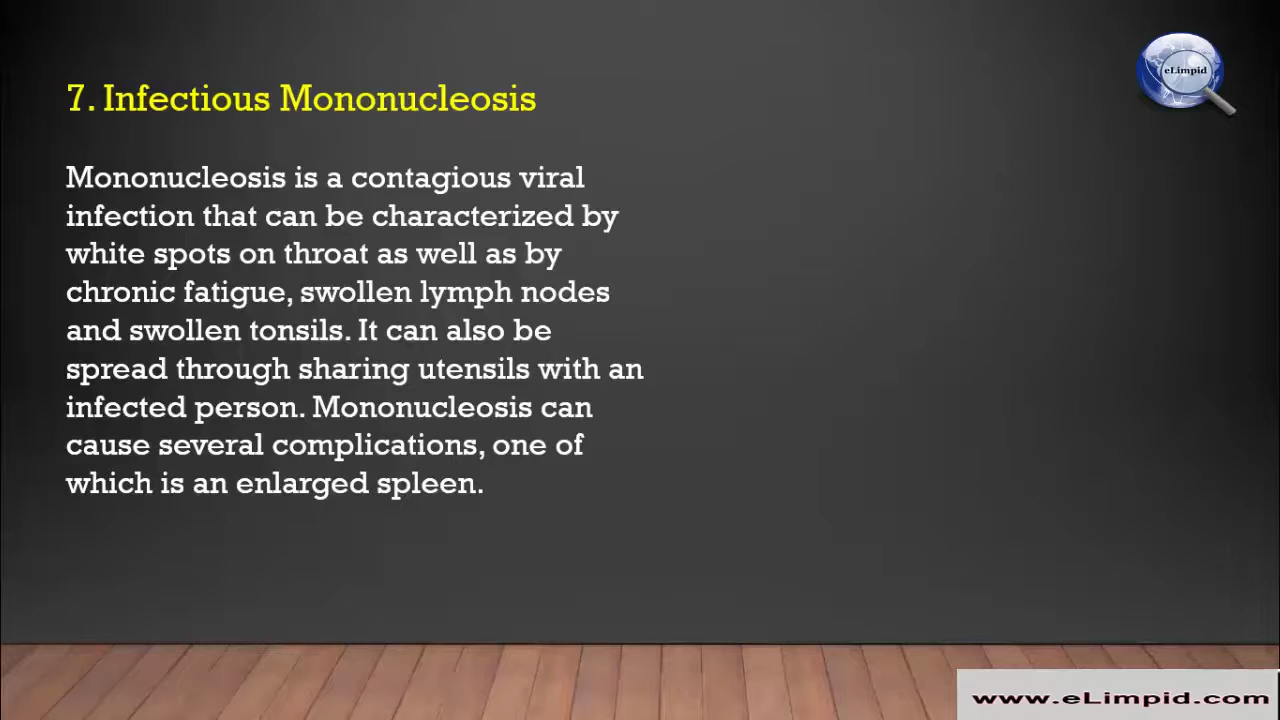 eLimpid
7. Infectious Mononucleosis
Mononucleosis is a contagious viral
infection that can be characterized by
white spots on throat as well as by
chronic fatigue, swollen lymph nodes
and swollen tonsils. It can also be
spread through sharing utensils with an
infected person. Mononucleosis can
cause several complications, one of
which is an enlarged spleen.
www.eLimpid.com